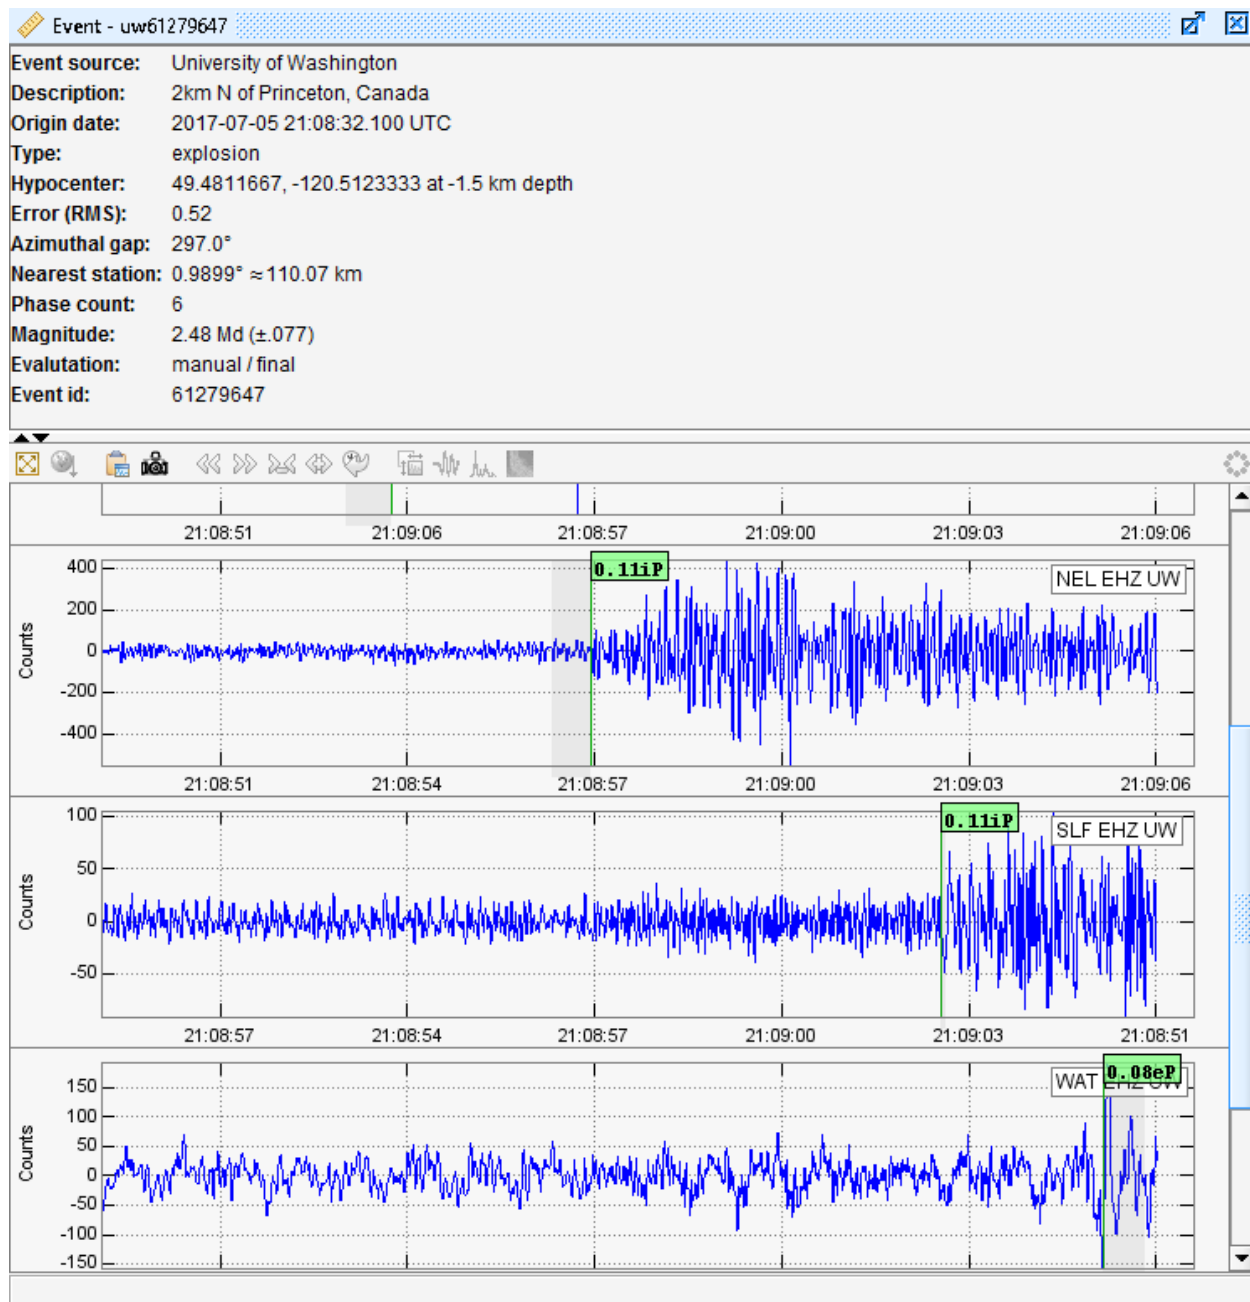 Event - uw61279647
Event source: University of Washington
Description: 2km N of Princeton, Canada
Origin date: 2017-07-05 21:08:32.100 UTC
Type: explosion
Hypocenter: 49.4811667, -120.5123333 at -1.5 km depth
Error (RMS): 0.52
Azimuthal gap: 297.0°
Nearest station: 0.9899° ≈110.07 km
Phase count: 6
Magnitude: 2.48 Md (±.077)
Evalutation: manual / final
Event id: 61279647
21:08:51 21:09:06 21:08:57 21:09:00 21:09:03 21:09:06
0.11iP
NEL EHZ UW
400
200
0
-200
-400
Counts
21:08:51 21:08:54 21:08:57 21:09:00 21:09:03 21:09:06
0.11iP
SLF EHZ UW
100
50
0
-50
Counts
21:08:57 21:08:54 21:08:57 21:09:00 21:09:03 21:08:51
0.08eP
WAT EHZ UW
150
100
50
0
-50
-100
-150
Counts